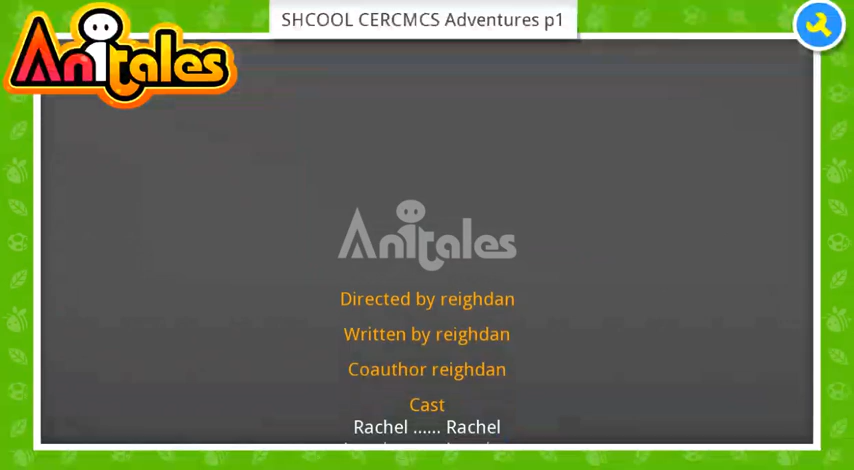 SHCOOL CERCMCS Adventures p1
Anitales
Anitales
Directed by reighdan
Written by reighdan
Coauthor reighdan
Cast
Rachel ...... Rachel